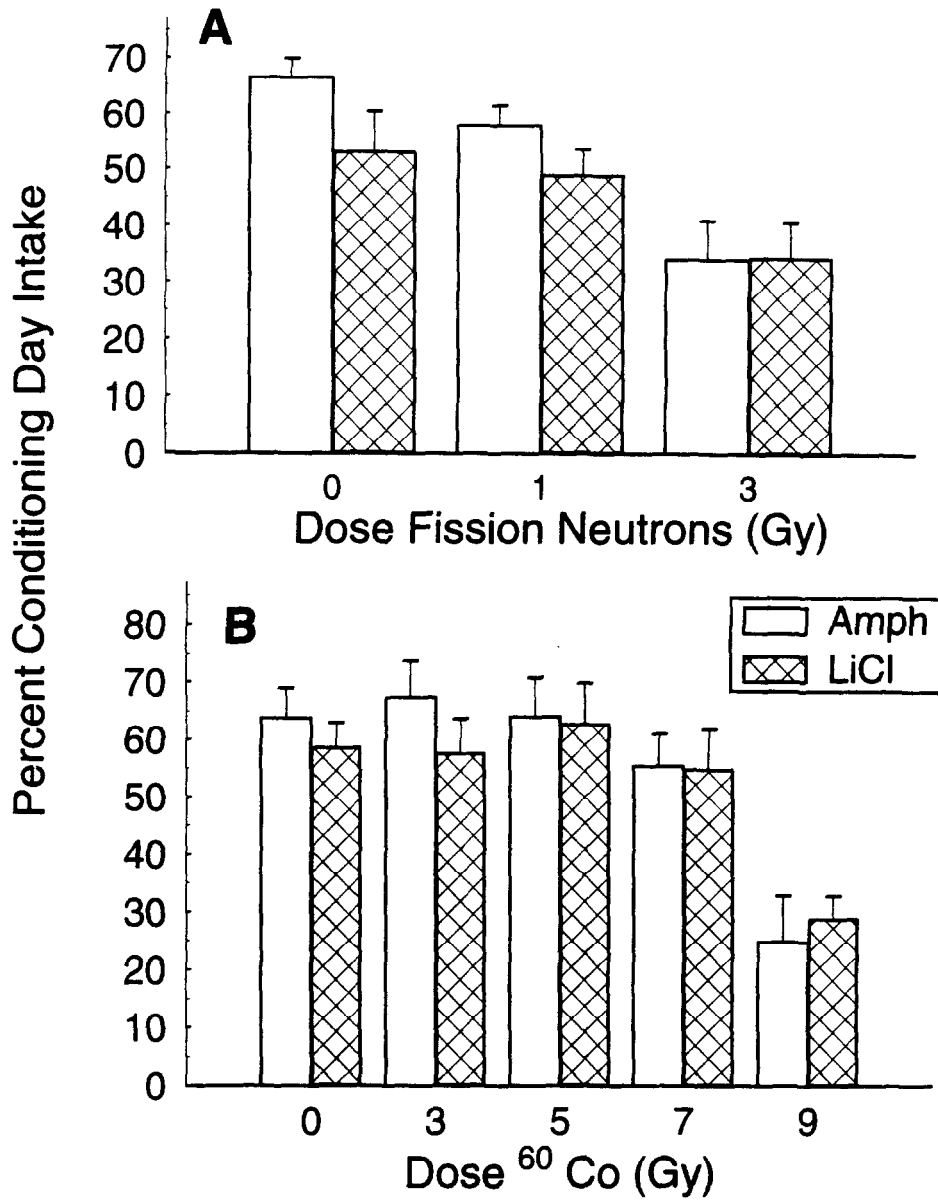 Percent Conditioning Day Intake
A
70
60
50
40
30
20
10
0
0 1 3
Dose Fission Neutrons (Gy)
B
Amph
LiCl
80
70
60
50
40
30
20
10
0
0 3 5 7 9
Dose 60 Co (Gy)